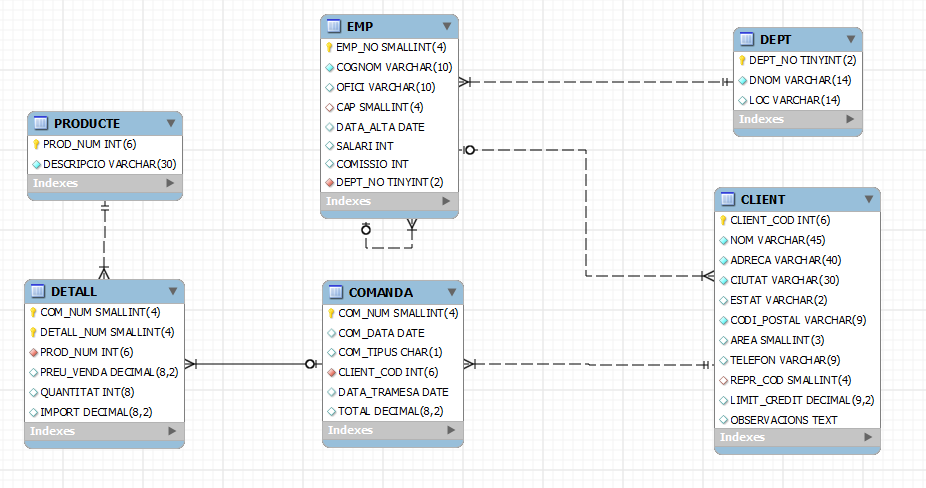 EMP
EMP_NO SMALLINT(4)
COGNOM VARCHAR(10)
OFICI VARCHAR(10)
CAP SMALLINT(4)
DATA_ALTA DATE
SALARI INT
COMISSIO INT
DEPT_NO TINYINT(2)
Indexes
DEPT
DEPT_NO TINYINT(2)
DNOM VARCHAR(14)
LOC VARCHAR(14)
Indexes
PRODUCTE
PROD_NUM INT(6)
DESCRIPCIO VARCHAR(30)
Indexes
CLIENT
CLIENT_COD INT(6)
NOM VARCHAR(45)
ADRECA VARCHAR(40)
CIUTAT VARCHAR(30)
ESTAT VARCHAR(2)
CODI_POSTAL VARCHAR(9)
AREA SMALLINT(3)
TELEFON VARCHAR(9)
REPR_COD SMALLINT(4)
LIMIT_CREDIT DECIMAL(9,2)
OBSERVACIONS TEXT
Indexes
DETALL
COM_NUM SMALLINT(4)
DETALL_NUM SMALLINT(4)
PROD_NUM INT(6)
PREU_VENDA DECIMAL(8,2)
QUANTITAT INT(8)
IMPORT DECIMAL(8,2)
Indexes
COMANDA
COM_NUM SMALLINT(4)
COM_DATA DATE
COM_TIPUS CHAR(1)
CLIENT_COD INT(6)
DATA_TRAMESA DATE
TOTAL DECIMAL(8,2)
Indexes